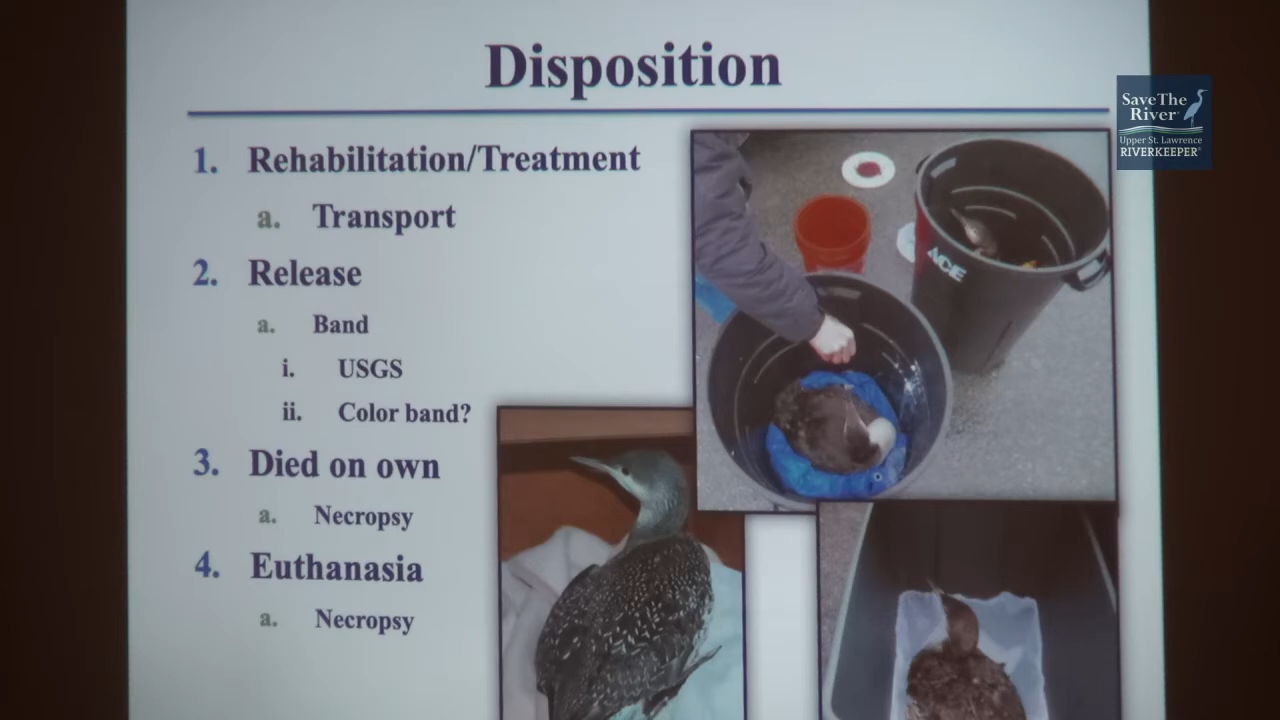 Disposition
1. Rehabilitation/Treatment
a. Transport
2. Release
a. Band
i. USGS
ii. Color band?
3. Died on own
a. Necropsy
4. Euthanasia
a. Necropsy
ACE
Save The
River
Upper St. Lawrence
RIVERKEEPER®